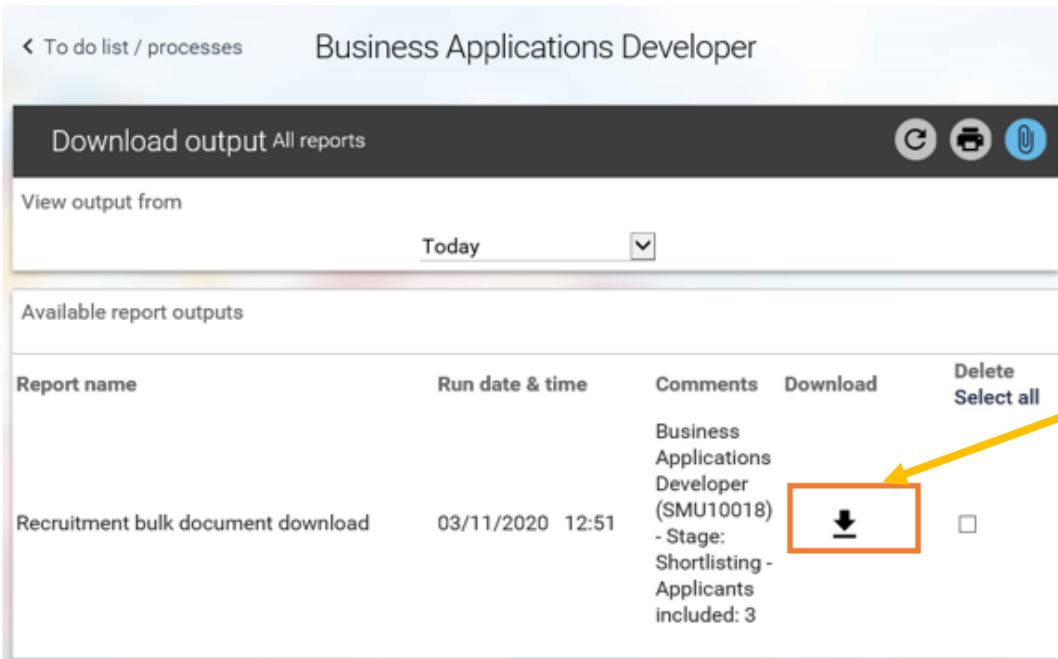 To do list / processes
Business Applications Developer
Download output All reports
View output from
Today
Available report outputs
Report name
Run date & time
Comments
Download
Delete
Select all
Recruitment bulk document download
03/11/2020 12:51
Business
Applications
Developer
(SMU10018)
- Stage:
Shortlisting -
Applicants
included: 3